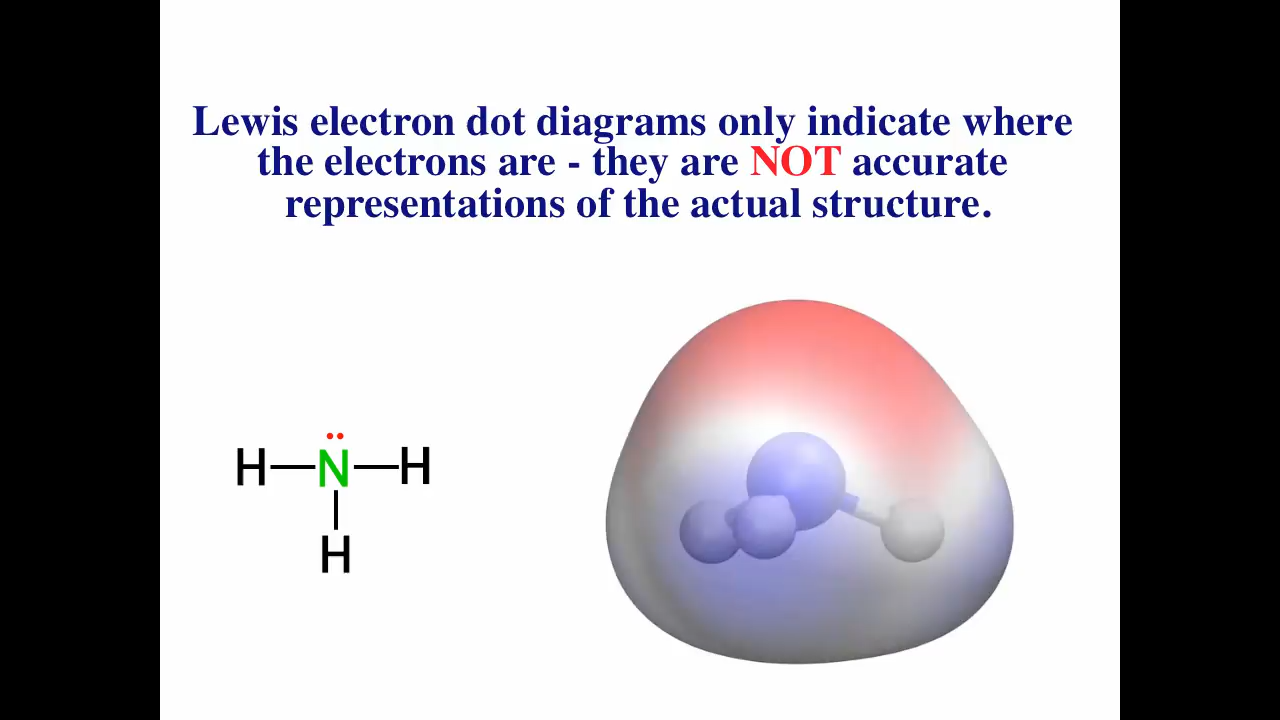 Lewis electron dot diagrams only indicate where
the electrons are - they are NOT accurate
representations of the actual structure.
H—N̈—H
H